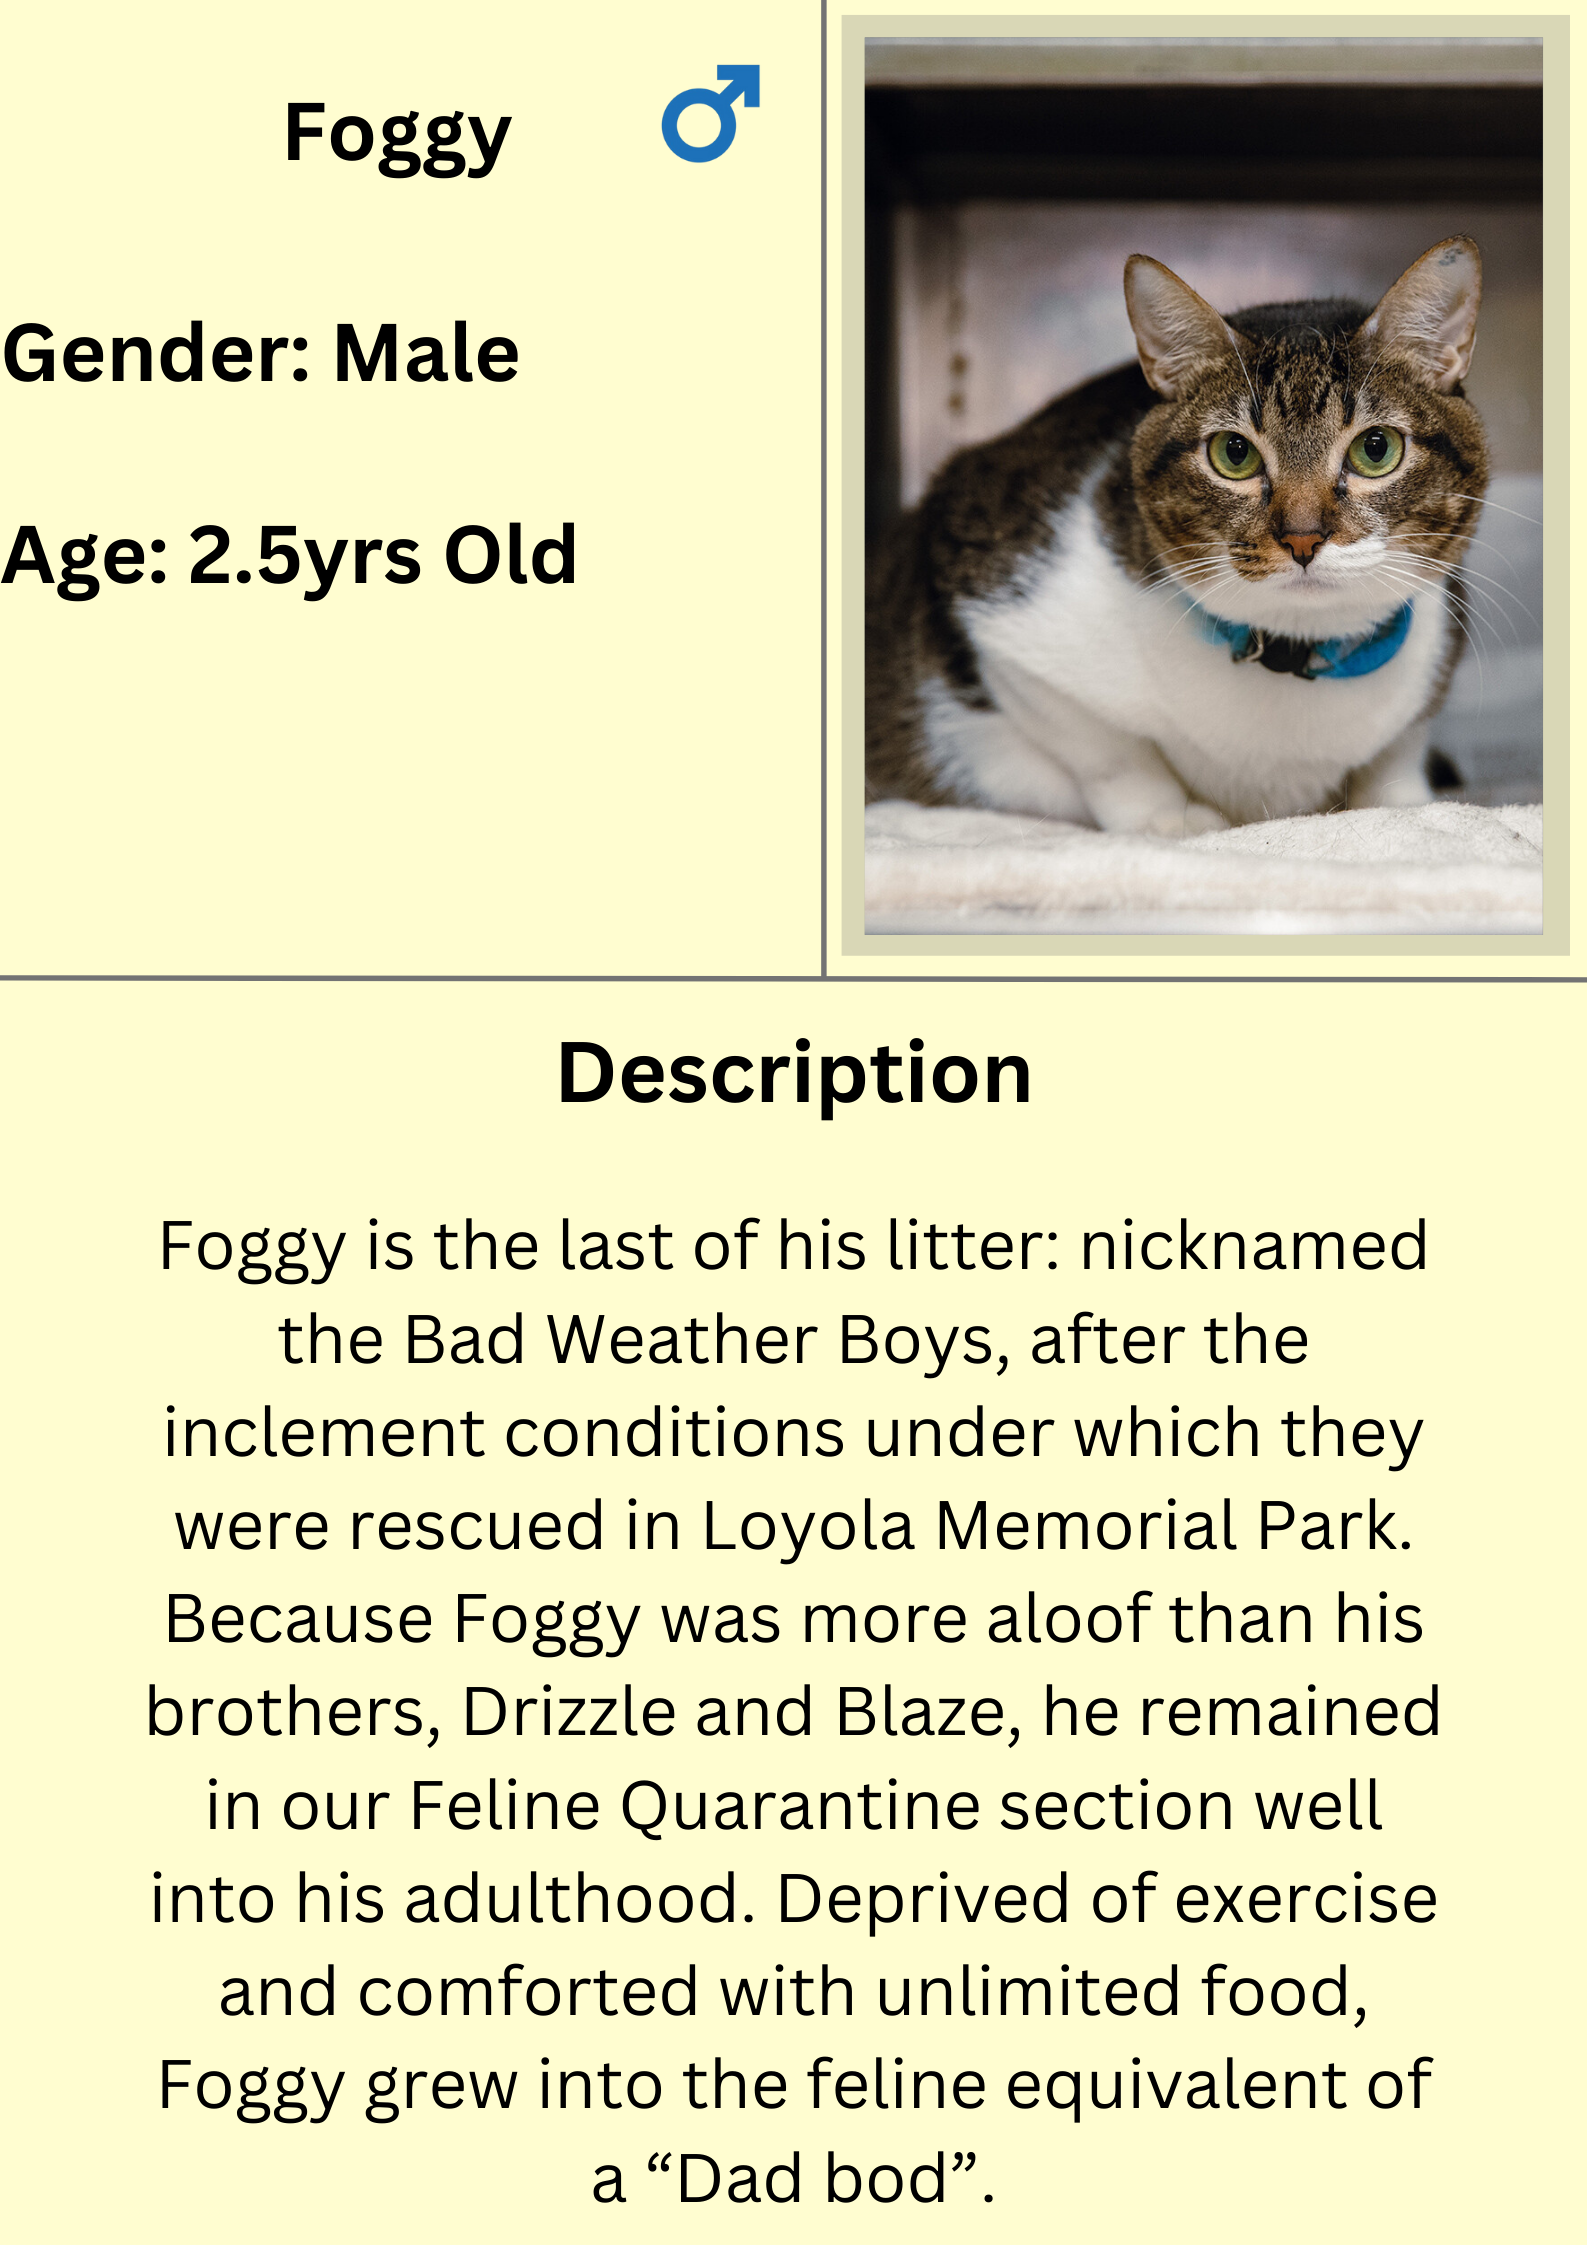 Foggy
Gender: Male
Age: 2.5yrs Old
Description
Foggy is the last of his litter: nicknamed
the Bad Weather Boys, after the
inclement conditions under which they
were rescued in Loyola Memorial Park.
Because Foggy was more aloof than his
brothers, Drizzle and Blaze, he remained
in our Feline Quarantine section well
into his adulthood. Deprived of exercise
and comforted with unlimited food,
Foggy grew into the feline equivalent of
a “Dad bod”.